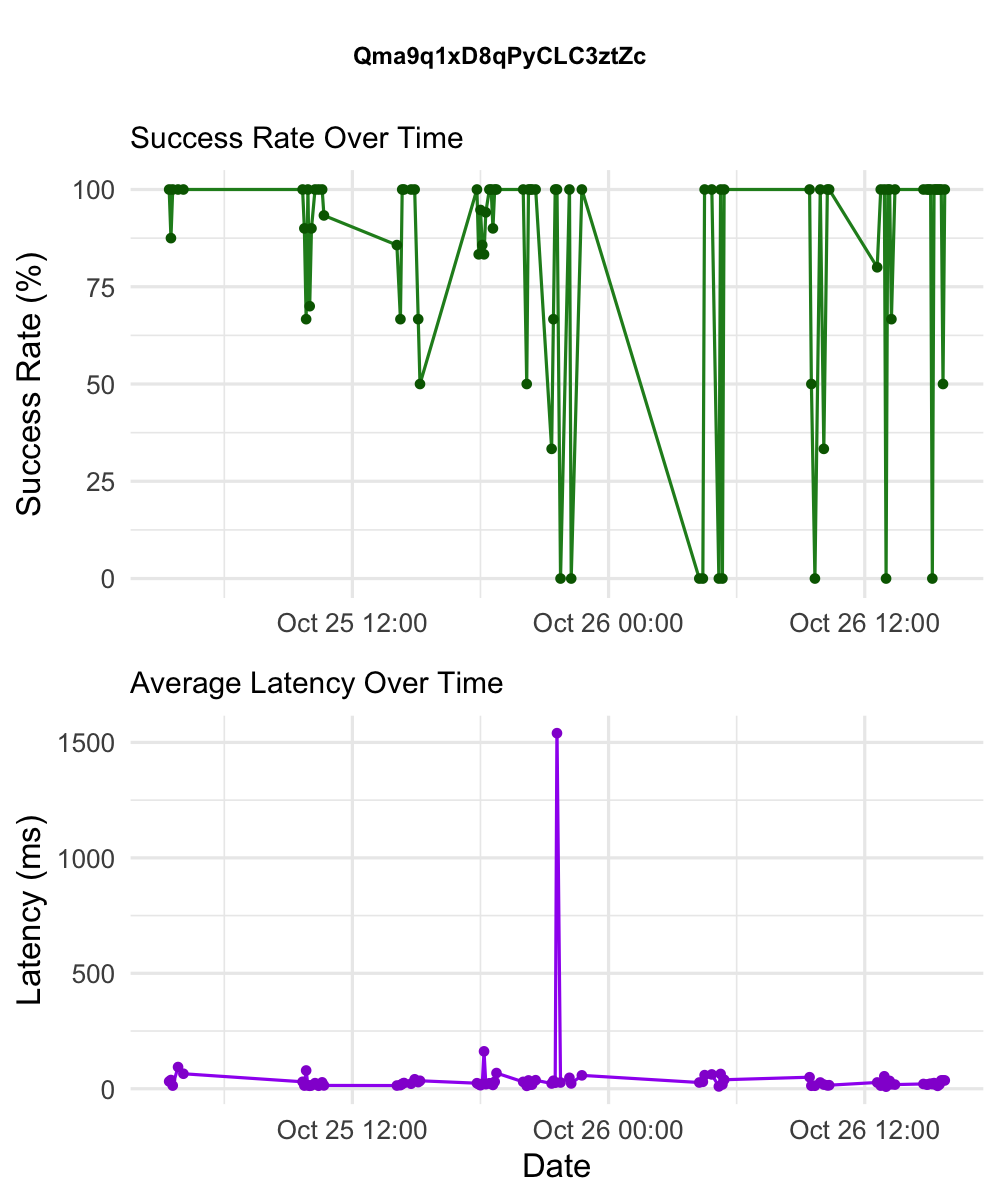 Qma9q1xD8qPyCLC3ztZc
Success Rate Over Time
Success Rate (%)
100
75
50
25
0
Oct 25 12:00 Oct 26 00:00 Oct 26 12:00
Average Latency Over Time
Latency (ms)
1500
1000
500
0
Oct 25 12:00 Oct 26 00:00 Oct 26 12:00
Date